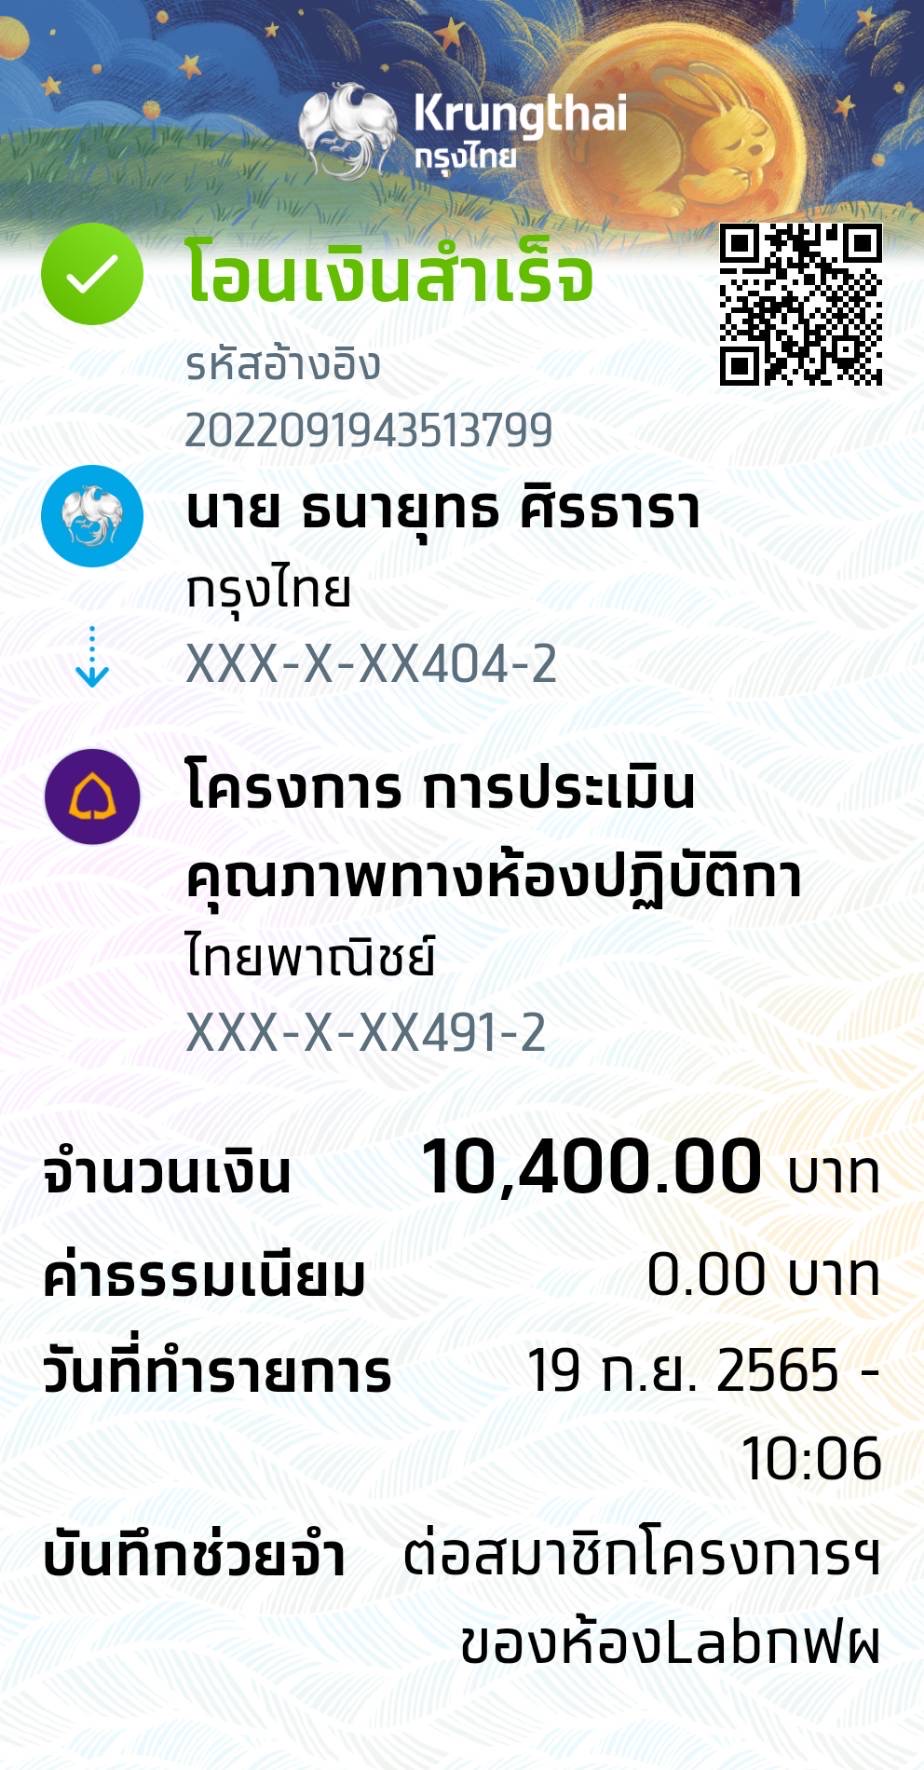 Krungthai
กรุงไทย
โอนเงินสำเร็จ
รหัสอ้างอิง
2022091943513799
นาย ธนายุทธ ศิรธารา
กรุงไทย
XXX-X-XX404-2
โครงการ การประเมิน
คุณภาพทางห้องปฏิบัติกา
ไทยพาณิชย์
XXX-X-XX491-2
จำนวนเงิน 10,400.00 บาท
ค่าธรรมเนียม 0.00 บาท
วันที่ทำรายการ 19 ก.ย. 2565 -
10:06
บันทึกช่วยจำ ต่อสมาชิกโครงการฯ
ของห้องLabกฟผ